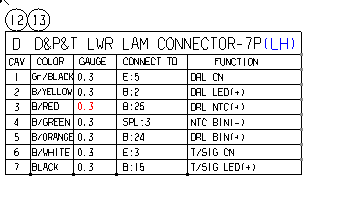 12 13
D D&P&T LWR LAM CONNECTOR-7P(LH)
CAV COLOR GAUGE CONNECT TO FUNCTION
1 Gr/BLACK 0.3 E:5 DRL CN
2 B/YELLOW 0.3 B:2 DRL LED(+)
3 B/RED 0.3 B:25 DRL NTC(+)
4 B/GREEN 0.3 SPL:3 NTC BIN(-)
5 B/ORANGE 0.3 B:24 DRL BIN(+)
6 B/WHITE 0.3 E:3 T/SIG CN
7 BLACK 0.3 B:15 T/SIG LED(+)